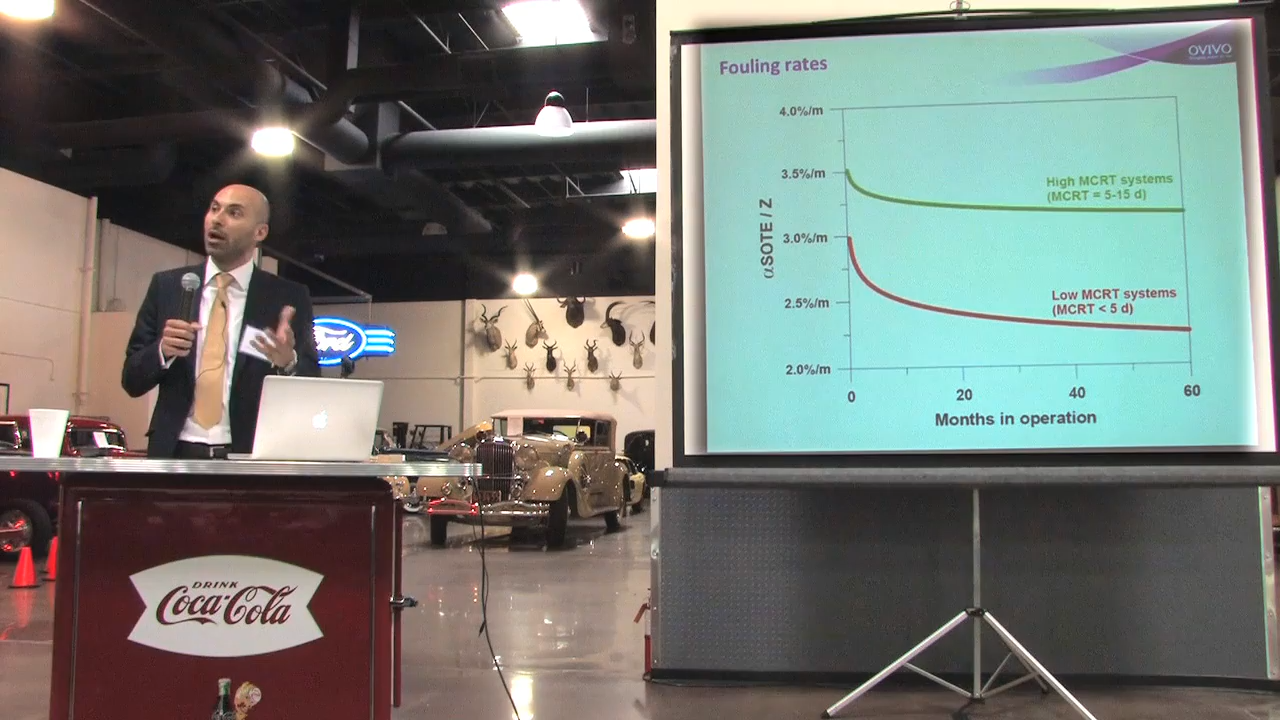 OVIVO
Fouling rates
4.0%/m
3.5%/m
3.0%/m
2.5%/m
2.0%/m
αSOTE / Z
High MCRT systems
(MCRT = 5-15 d)
Low MCRT systems
(MCRT < 5 d)
0
20
40
60
Months in operation
Ford
DRINK
Coca-Cola